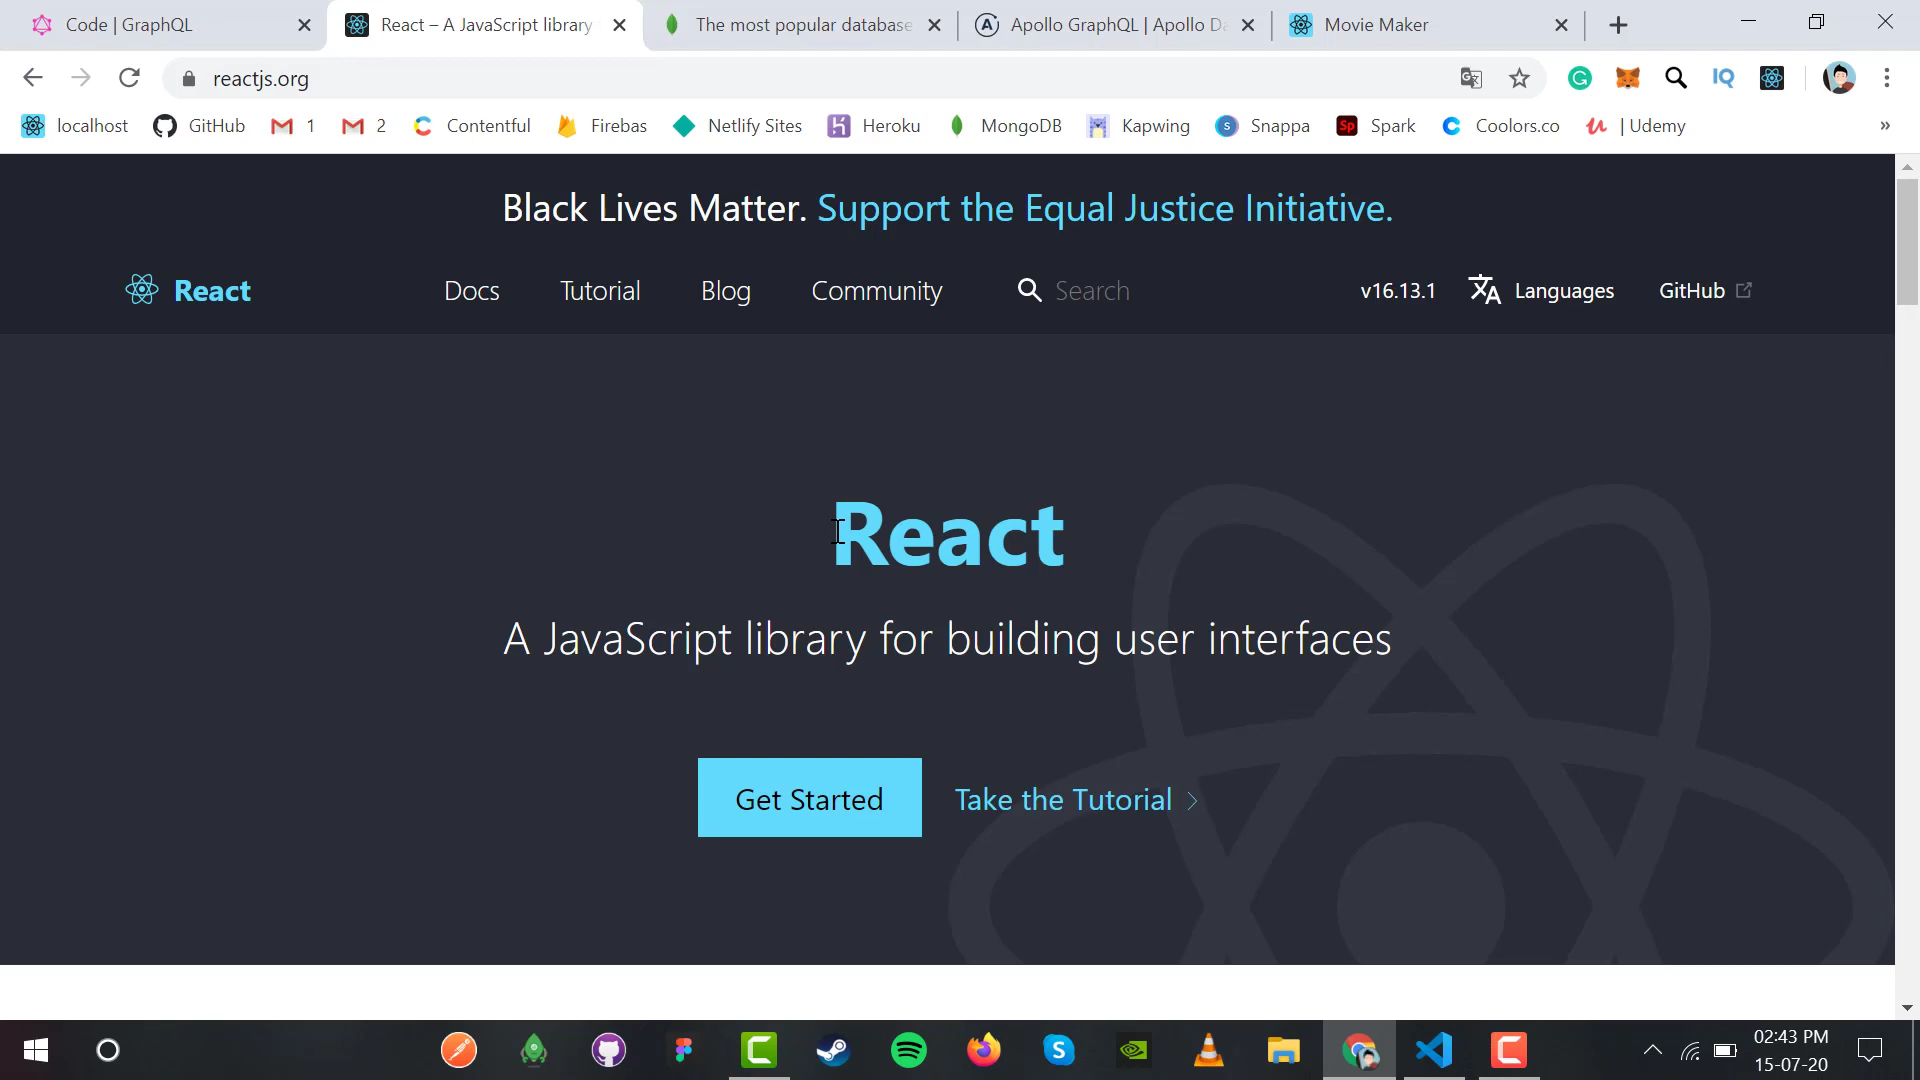 Code | GraphQL
React – A JavaScript library
The most popular database
Apollo GraphQL | Apollo Da
Movie Maker
reactjs.org
IQ
localhost
GitHub
1
2
Contentful
Firebas
Netlify Sites
Heroku
MongoDB
Kapwing
Snappa
Sp Spark
Coolors.co
| Udemy
»
Black Lives Matter. Support the Equal Justice Initiative.
React
Docs
Tutorial
Blog
Community
Search
v16.13.1
Languages
GitHub
React
A JavaScript library for building user interfaces
Get Started
Take the Tutorial
02:43 PM
15-07-20